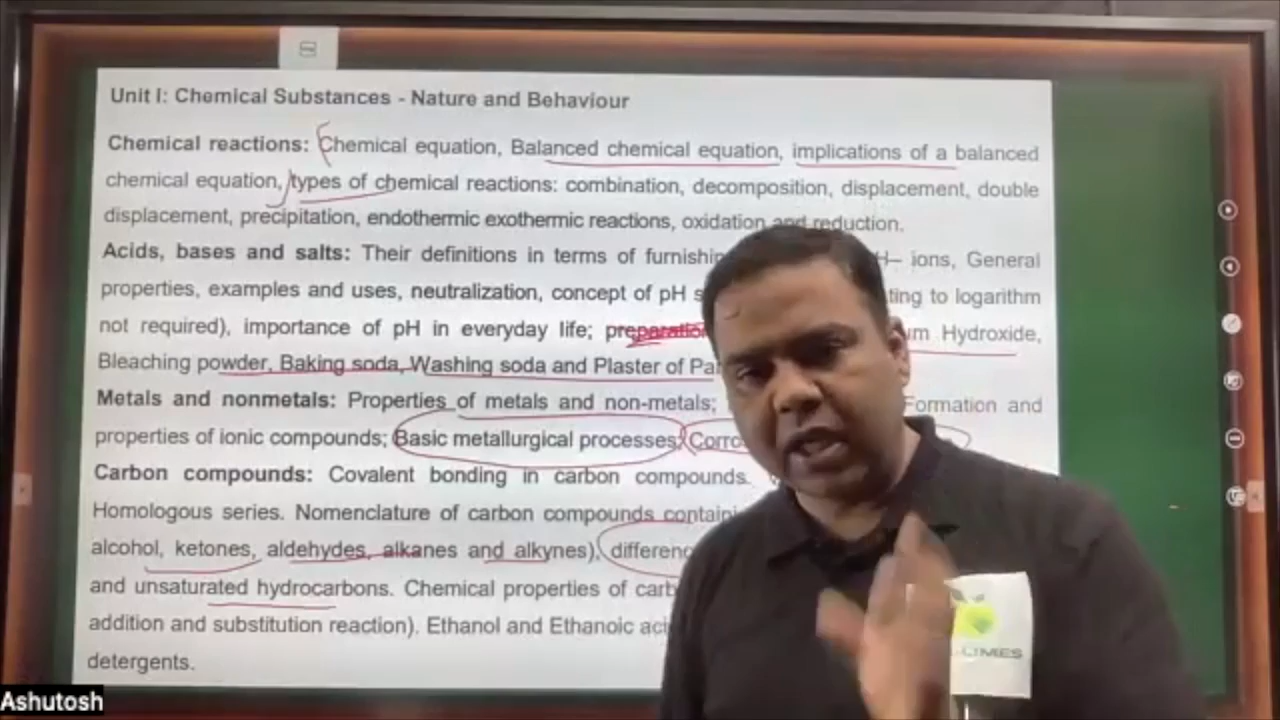 Unit I: Chemical Substances - Nature and Behaviour
Chemical reactions: Chemical equation, Balanced chemical equation, implications of a balanced
chemical equation, types of chemical reactions: combination, decomposition, displacement, double
displacement, precipitation, endothermic exothermic reactions, oxidation and reduction.
Acids, bases and salts: Their definitions in terms of H– ions, General
properties, examples and uses, neutralization, concept of pH to logarithm
not required), importance of pH in everyday life; preparation Hydroxide,
Bleaching powder, Baking soda, Washing soda and Plaster of
Metals and nonmetals: Properties of metals and non-metals; Formation and
properties of ionic compounds; Basic metallurgical processes;
Carbon compounds: Covalent bonding in carbon compounds.
Homologous series. Nomenclature of carbon compounds
alcohol, ketones, aldehydes, alkanes and alkynes),
and unsaturated hydrocarbons. Chemical properties of
addition and substitution reaction). Ethanol and Ethanoic
detergents.
Ashutosh